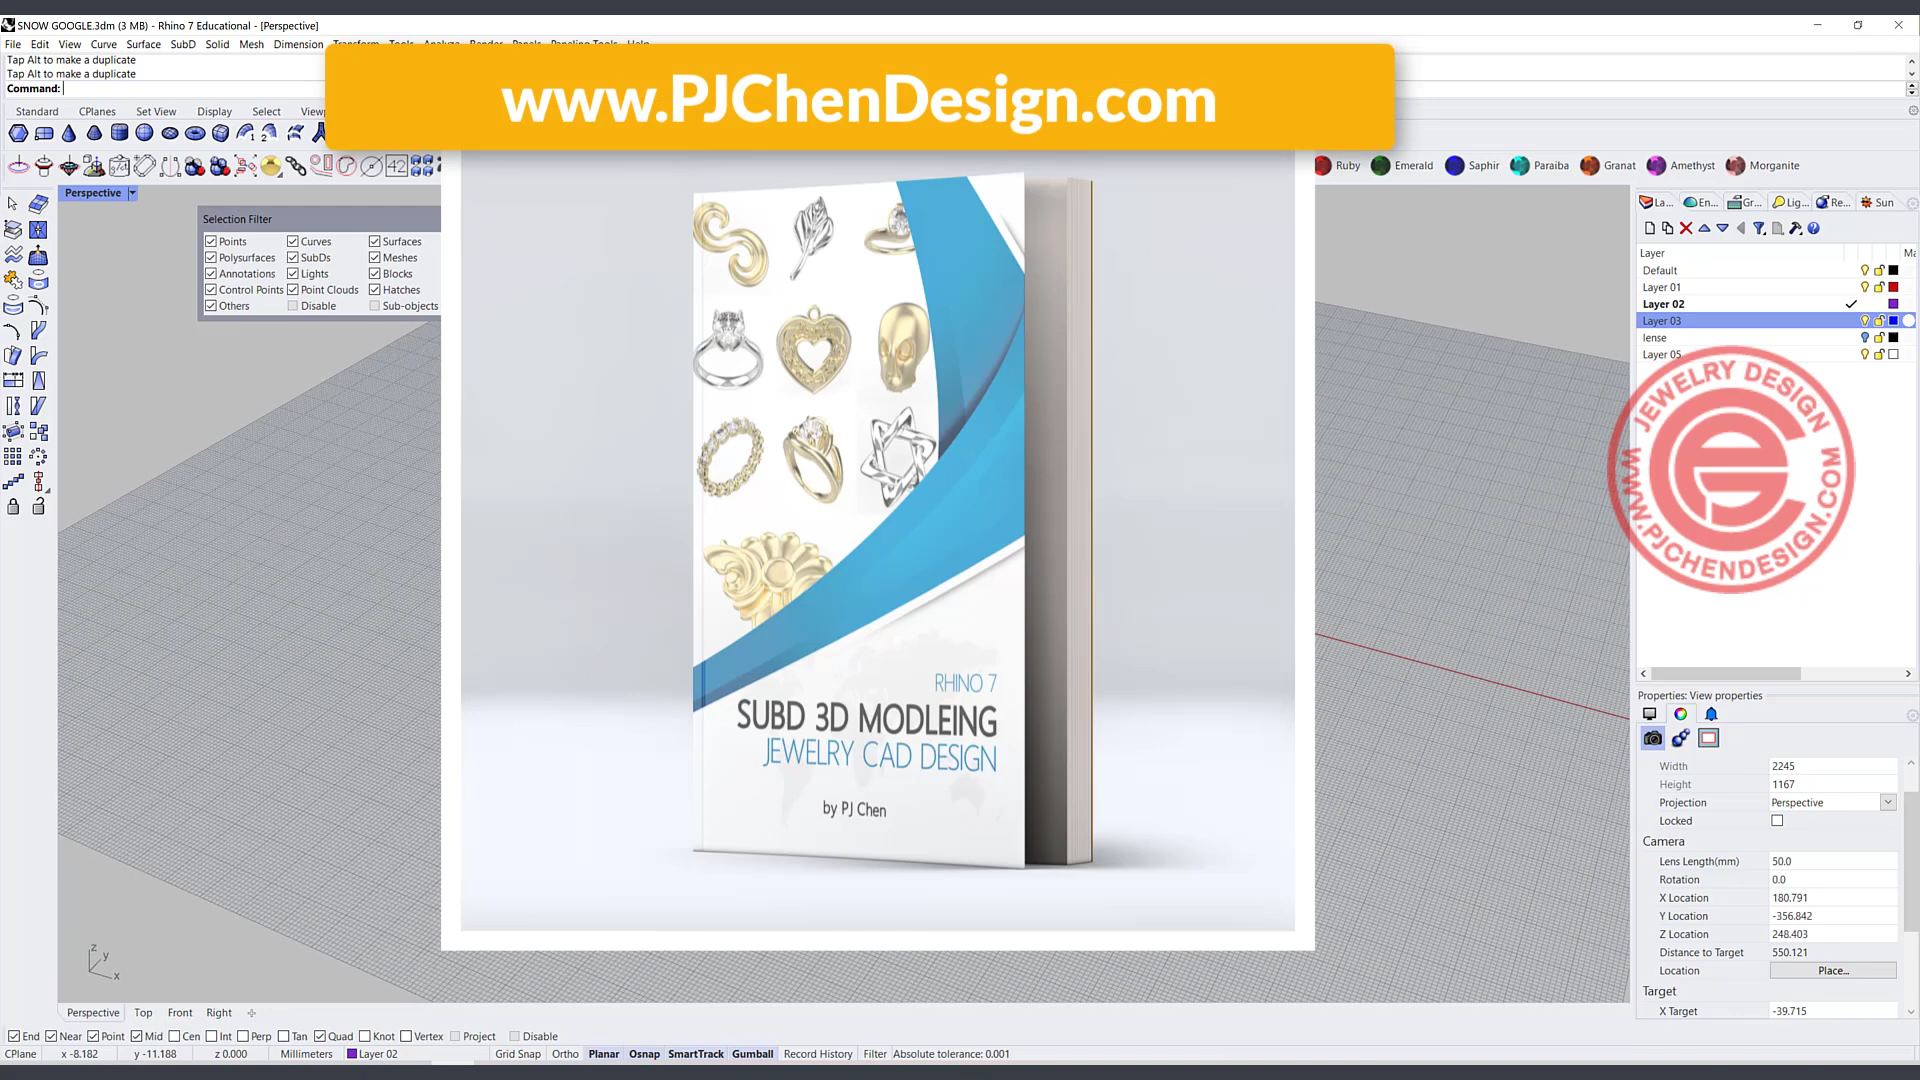 SNOW GOOGLE.3dm (3 MB) - Rhino 7 Educational - [Perspective]
File Edit View Curve Surface SubD Solid Mesh Dimension
Tap Alt to make a duplicate
Tap Alt to make a duplicate
Command:
www.PJChenDesign.com
Standard CPlanes Set View Display Select
42
Ruby Emerald Saphir Paraiba Granat Amethyst Morganite
Perspective
Selection Filter
Points Curves Surfaces
Polysurfaces SubDs Meshes
Annotations Lights Blocks
Control Points Point Clouds Hatches
Others Disable Sub-objects
RHINO 7
SUBD 3D MODLEING
JEWELRY CAD DESIGN
by PJ Chen
La... En... Gr... Lig... Re... Sun
Layer
Default
Layer 01
Layer 02
Layer 03
lense
Layer 05
JEWELRY DESIGN
WWW.PJCHENDESIGN.COM
Properties: View properties
Width 2245
Height 1167
Projection Perspective
Locked
Camera
Lens Length(mm) 50.0
Rotation 0.0
X Location 180.791
Y Location -356.842
Z Location 248.403
Distance to Target 550.121
Location Place...
Target
X Target -39.715
z
y
x
Perspective Top Front Right
End Near Point Mid Cen Int Perp Tan Quad Knot Vertex Project Disable
CPlane x -8.182 y -11.188 z 0.000 Millimeters Layer 02 Grid Snap Ortho Planar Osnap SmartTrack Gumball Record History Filter Absolute tolerance: 0.001